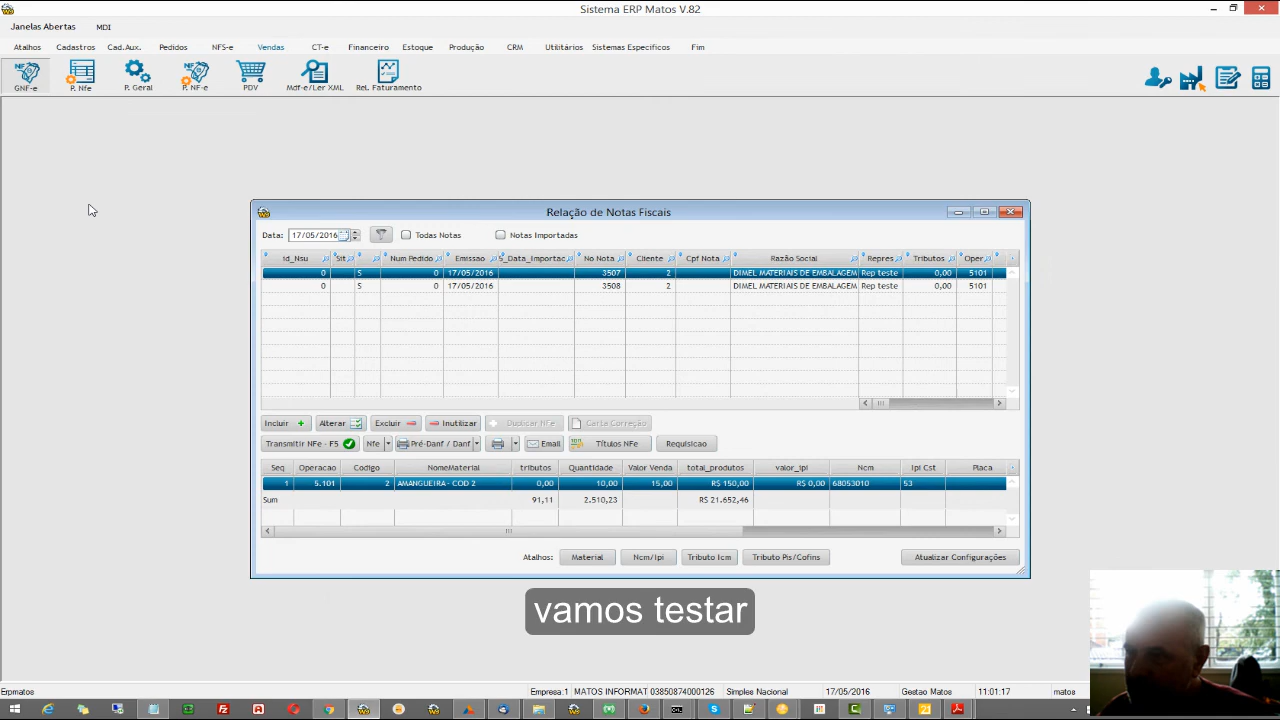 Sistema ERP Matos V.82
Janelas Abertas MDI
Atalhos Cadastros Cad.Aux. Pedidos NFS-e Vendas CT-e Financeiro Estoque Produção CRM Utilitários Sistemas Especificos Fim
GNF-e P. Nfe P. Geral P. NF-e PDV Mdf-e/Ler XML Rel. Faturamento
Relação de Notas Fiscais
Data: 17/05/2016 Todas Notas Notas Importadas
id_Nsu Sit Num Pedido Emissao Data_Importac No Nota Cliente Cpf Nota Razão Social Repres Tributos Oper
0 S 0 17/05/2016 3507 2 DIMEL MATERIAIS DE EMBALAGEM Rep teste 0,00 5101
0 S 0 17/05/2016 3508 2 DIMEL MATERIAIS DE EMBALAGEM Rep teste 0,00 5101
Incluir Alterar Excluir Inutilizar Duplicar NFe Carta Correção
Transmitir NFe - F5 Nfe Pré-Danf / Danf Email Títulos NFe Requisicao
Seq Operacao Codigo NomeMaterial tributos Quantidade Valor Venda total_produtos valor_ipi Ncm Ipi Cst Placa
1 5.101 2 AMANGUEIRA - COD 2 0,00 10,00 15,00 R$ 150,00 R$ 0,00 68053010 53
Sum 91,11 2.510,23 R$ 21.652,46
Atalhos: Material Ncm/Ipi Tributo Icm Tributo Pis/Cofins Atualizar Configurações
vamos testar
Erpmatos Empresa:1 MATOS INFORMAT 03850874000126 Simples Nacional 17/05/2016 Gestao Matos 11:01:17 matos